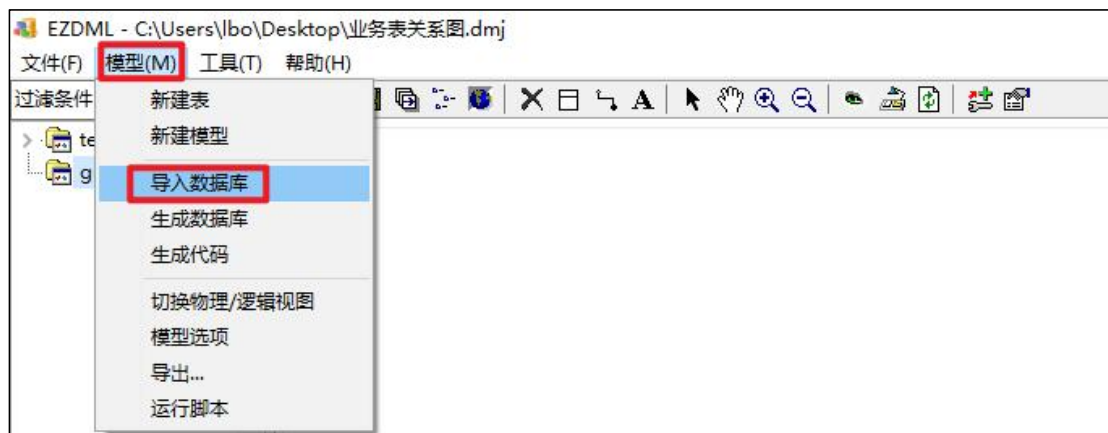 EZDML - C:\Users\lbo\Desktop\业务表关系图.dmj
文件(F) 模型(M) 工具(T) 帮助(H)
过滤条件
新建表
te
新建模型
g
导入数据库
生成数据库
生成代码
切换物理/逻辑视图
模型选项
导出...
运行脚本